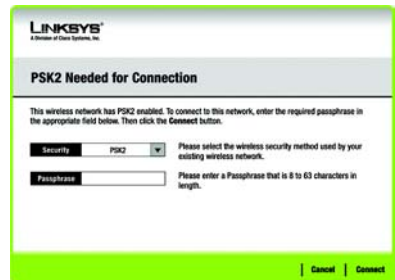 LINKSYS®
A Division of Cisco Systems, Inc.
PSK2 Needed for Connection
This wireless network has PSK2 enabled. To connect to this network, enter the required passphrase in
the appropriate field below. Then click the Connect button.
Security PSK2 Please select the wireless security method used by your
existing wireless network.
Passphrase Please enter a Passphrase that is 8 to 63 characters in
length.
Cancel Connect